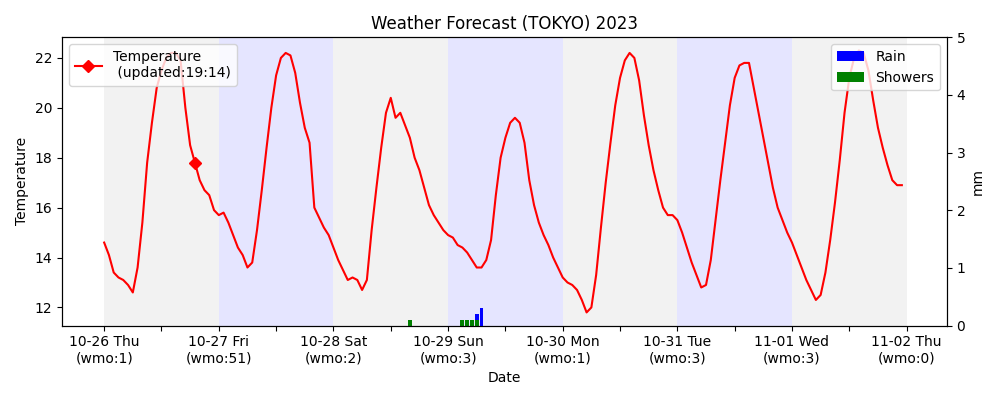 Weather Forecast (TOKYO) 2023
Temperature
(updated:19:14)
Rain
Showers
Temperature
22
20
18
16
14
12
5
4
3
2
1
0
mm
10-26 Thu
(wmo:1)
10-27 Fri
(wmo:51)
10-28 Sat
(wmo:2)
10-29 Sun
(wmo:3)
10-30 Mon
(wmo:1)
10-31 Tue
(wmo:3)
11-01 Wed
(wmo:3)
11-02 Thu
(wmo:0)
Date